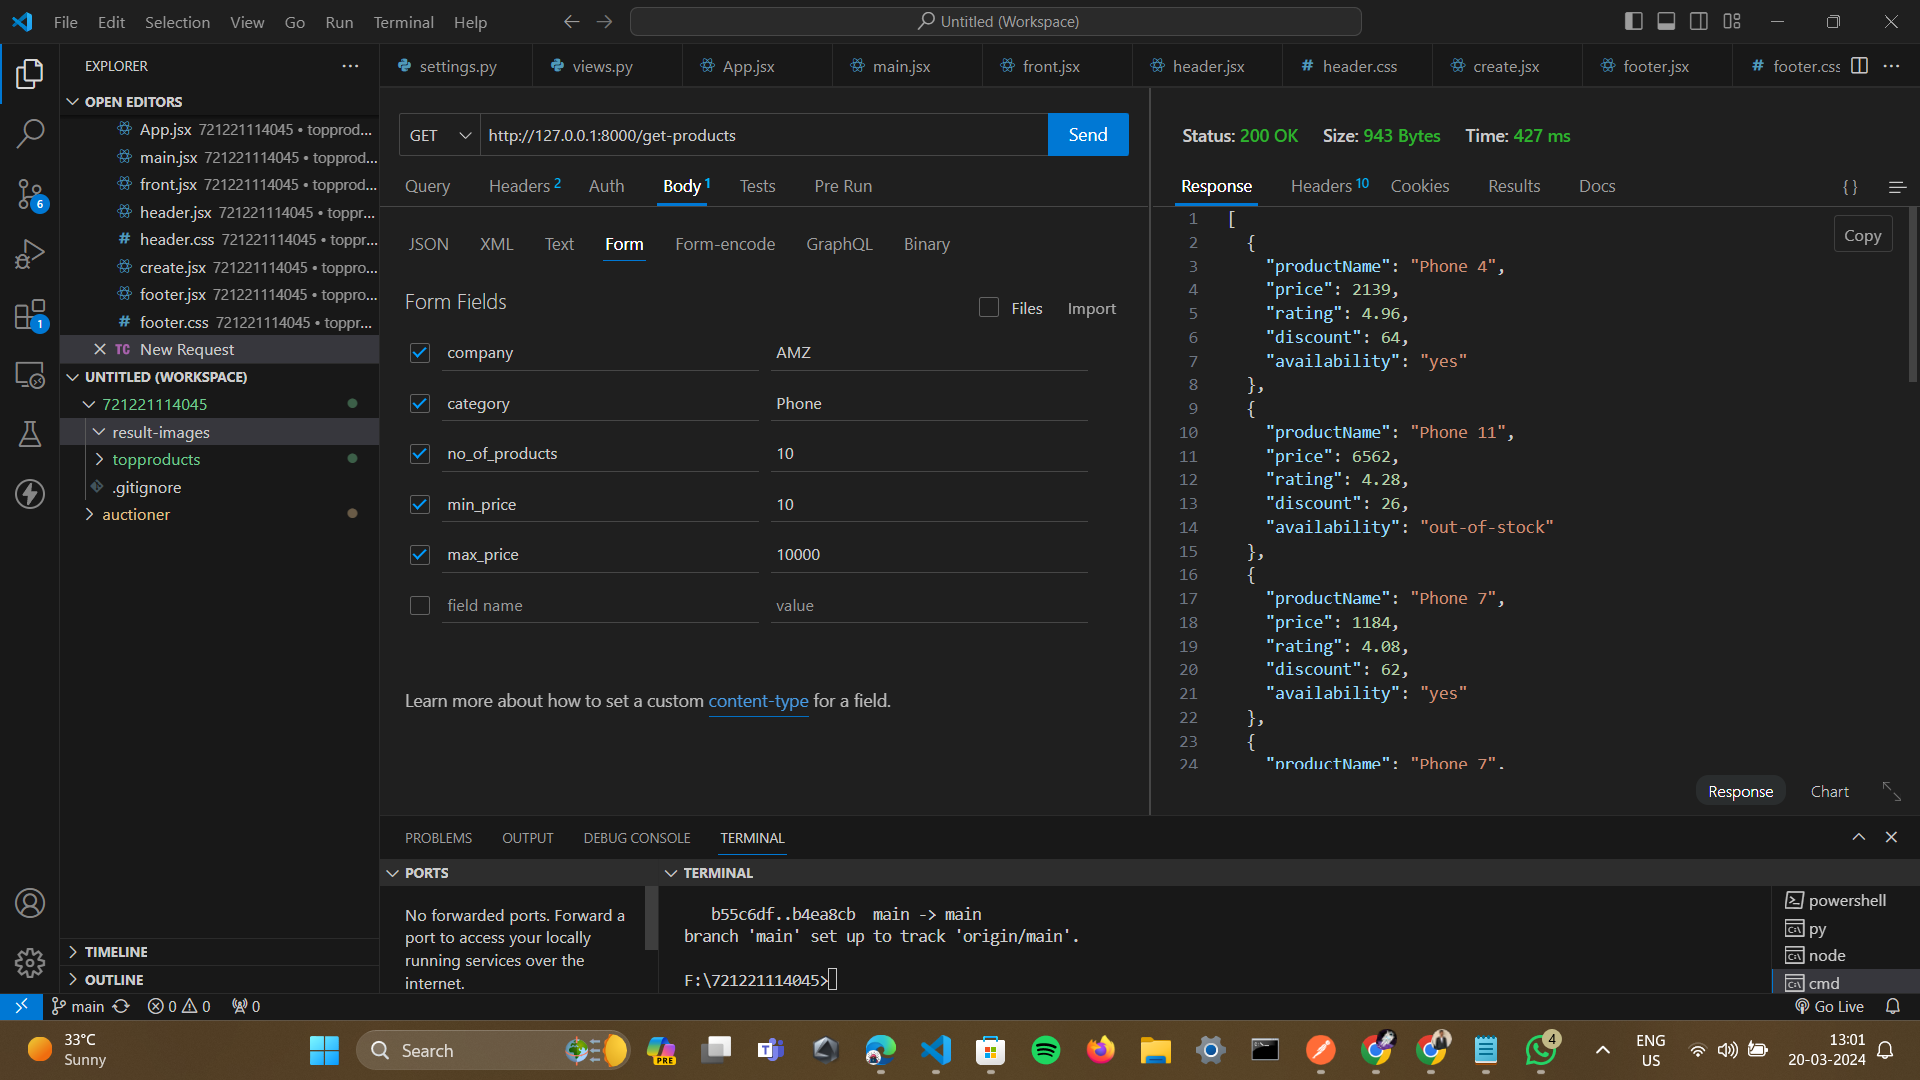 File Edit Selection View Go Run Terminal Help
Untitled (Workspace)
EXPLORER
OPEN EDITORS
App.jsx 721221114045 • topprod...
main.jsx 721221114045 • topprod...
front.jsx 721221114045 • topprod...
header.jsx 721221114045 • toppr...
header.css 721221114045 • toppr...
create.jsx 721221114045 • toppro...
footer.jsx 721221114045 • toppro...
footer.css 721221114045 • toppr...
TC New Request
UNTITLED (WORKSPACE)
721221114045
result-images
topproducts
.gitignore
auctioner
TIMELINE
OUTLINE
6
1
settings.py views.py App.jsx main.jsx front.jsx header.jsx # header.css create.jsx footer.jsx # footer.css
GET http://127.0.0.1:8000/get-products Send
Query Headers 2 Auth Body 1 Tests Pre Run
JSON XML Text Form Form-encode GraphQL Binary
Form Fields Files Import
company AMZ
category Phone
no_of_products 10
min_price 10
max_price 10000
field name value
Learn more about how to set a custom content-type for a field.
Status: 200 OK Size: 943 Bytes Time: 427 ms
Response Headers 10 Cookies Results Docs { }
Copy
1 [
2 {
3 "productName": "Phone 4",
4 "price": 2139,
5 "rating": 4.96,
6 "discount": 64,
7 "availability": "yes"
8 },
9 {
10 "productName": "Phone 11",
11 "price": 6562,
12 "rating": 4.28,
13 "discount": 26,
14 "availability": "out-of-stock"
15 },
16 {
17 "productName": "Phone 7",
18 "price": 1184,
19 "rating": 4.08,
20 "discount": 62,
21 "availability": "yes"
22 },
23 {
24 "productName": "Phone 7",
Response Chart
PROBLEMS OUTPUT DEBUG CONSOLE TERMINAL
PORTS
No forwarded ports. Forward a
port to access your locally
running services over the
internet.
TERMINAL
b55c6df..b4ea8cb main -> main
branch 'main' set up to track 'origin/main'.
F:\721221114045>
powershell
py
node
cmd
main 0 0 0 Go Live
33°C
Sunny
Search
PRE
4
ENG
US
13:01
20-03-2024